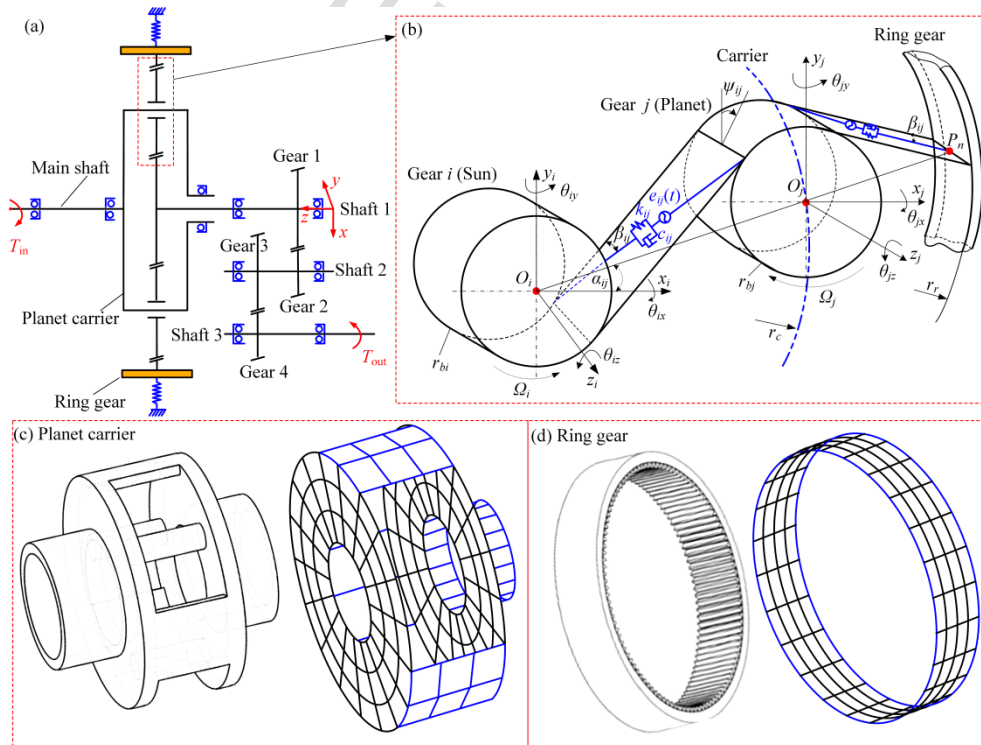 (a)
Main shaft
T_in
Planet carrier
Ring gear
Gear 1
y
z
x
Shaft 1
Gear 3
Shaft 2
Gear 2
Shaft 3
T_out
Gear 4
(b)
Ring gear
Carrier
y_j
θ_jy
ψ_ij
Gear j (Planet)
β_ij
P_n
Gear i (Sun)
y_i
θ_iy
e_ij(t)
k_ij
c_ij
β_ij
O_j
x_j
θ_jx
z_j
θ_jz
O_i
α_ij
x_i
θ_ix
r_bj
Ω_j
r_r
r_c
r_bi
θ_iz
z_i
Ω_i
(c) Planet carrier
(d) Ring gear